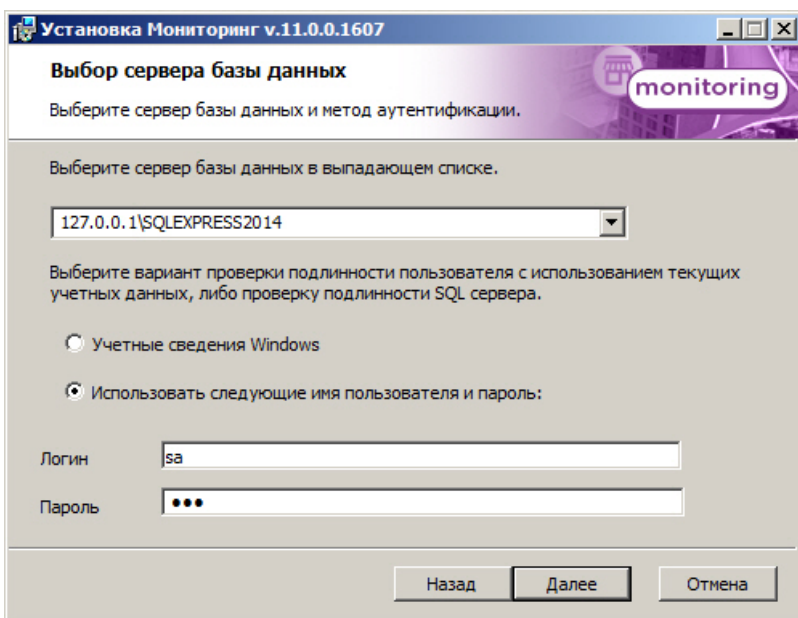 Установка Мониторинг v.11.0.0.1607
Выбор сервера базы данных
Выберите сервер базы данных и метод аутентификации.
monitoring
Выберите сервер базы данных в выпадающем списке.
127.0.0.1\SQLEXPRESS2014
Выберите вариант проверки подлинности пользователя с использованием текущих
учетных данных, либо проверку подлинности SQL сервера.
Учетные сведения Windows
Использовать следующие имя пользователя и пароль:
Логин sa
Пароль •••
Назад Далее Отмена